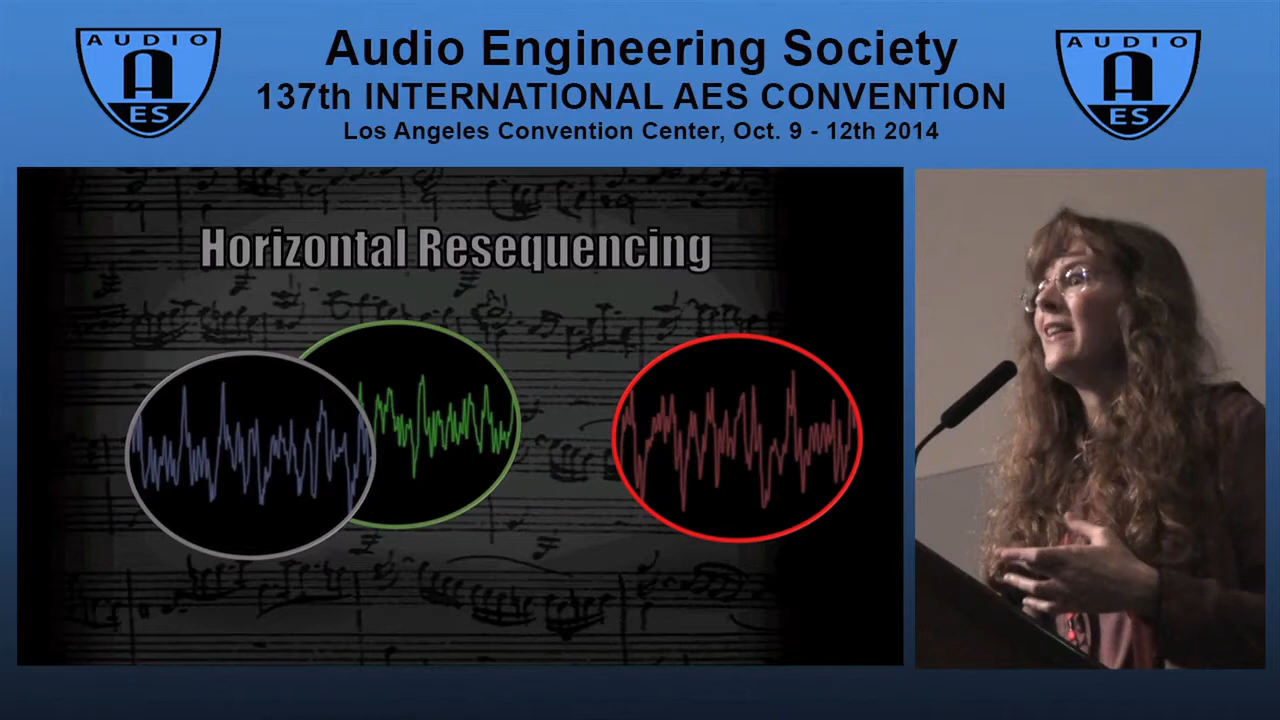 AUDIO
A
ES
Audio Engineering Society
137th INTERNATIONAL AES CONVENTION
Los Angeles Convention Center, Oct. 9 - 12th 2014
AUDIO
A
ES
Horizontal Resequencing